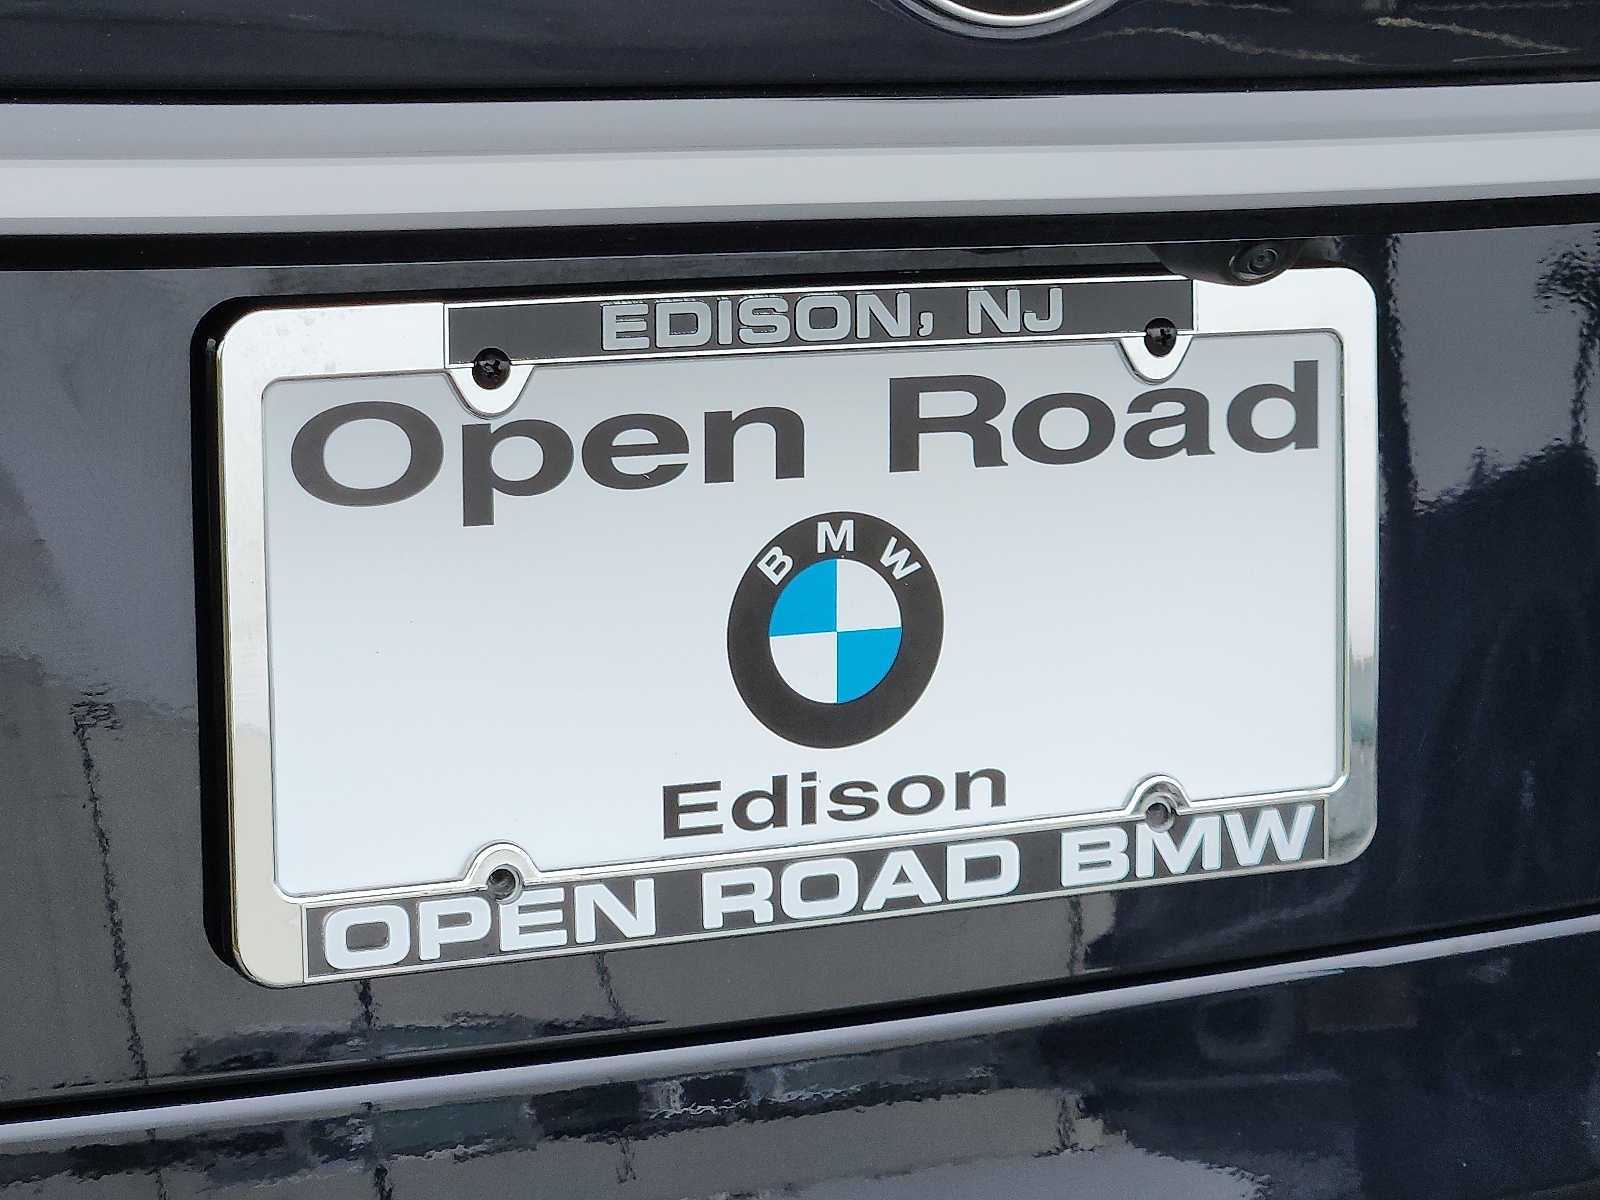 EDISON, NJ
Open Road
BMW
Edison
OPEN ROAD BMW